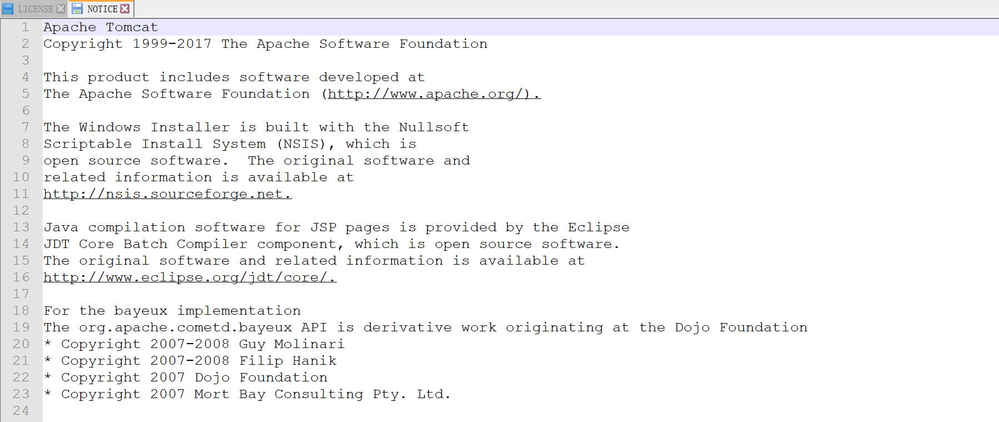 LICENSE NOTICE
1 Apache Tomcat
2 Copyright 1999-2017 The Apache Software Foundation
3
4 This product includes software developed at
5 The Apache Software Foundation (http://www.apache.org/).
6
7 The Windows Installer is built with the Nullsoft
8 Scriptable Install System (NSIS), which is
9 open source software.  The original software and
10 related information is available at
11 http://nsis.sourceforge.net.
12
13 Java compilation software for JSP pages is provided by the Eclipse
14 JDT Core Batch Compiler component, which is open source software.
15 The original software and related information is available at
16 http://www.eclipse.org/jdt/core/.
17
18 For the bayeux implementation
19 The org.apache.cometd.bayeux API is derivative work originating at the Dojo Foundation
20 * Copyright 2007-2008 Guy Molinari
21 * Copyright 2007-2008 Filip Hanik
22 * Copyright 2007 Dojo Foundation
23 * Copyright 2007 Mort Bay Consulting Pty. Ltd.
24